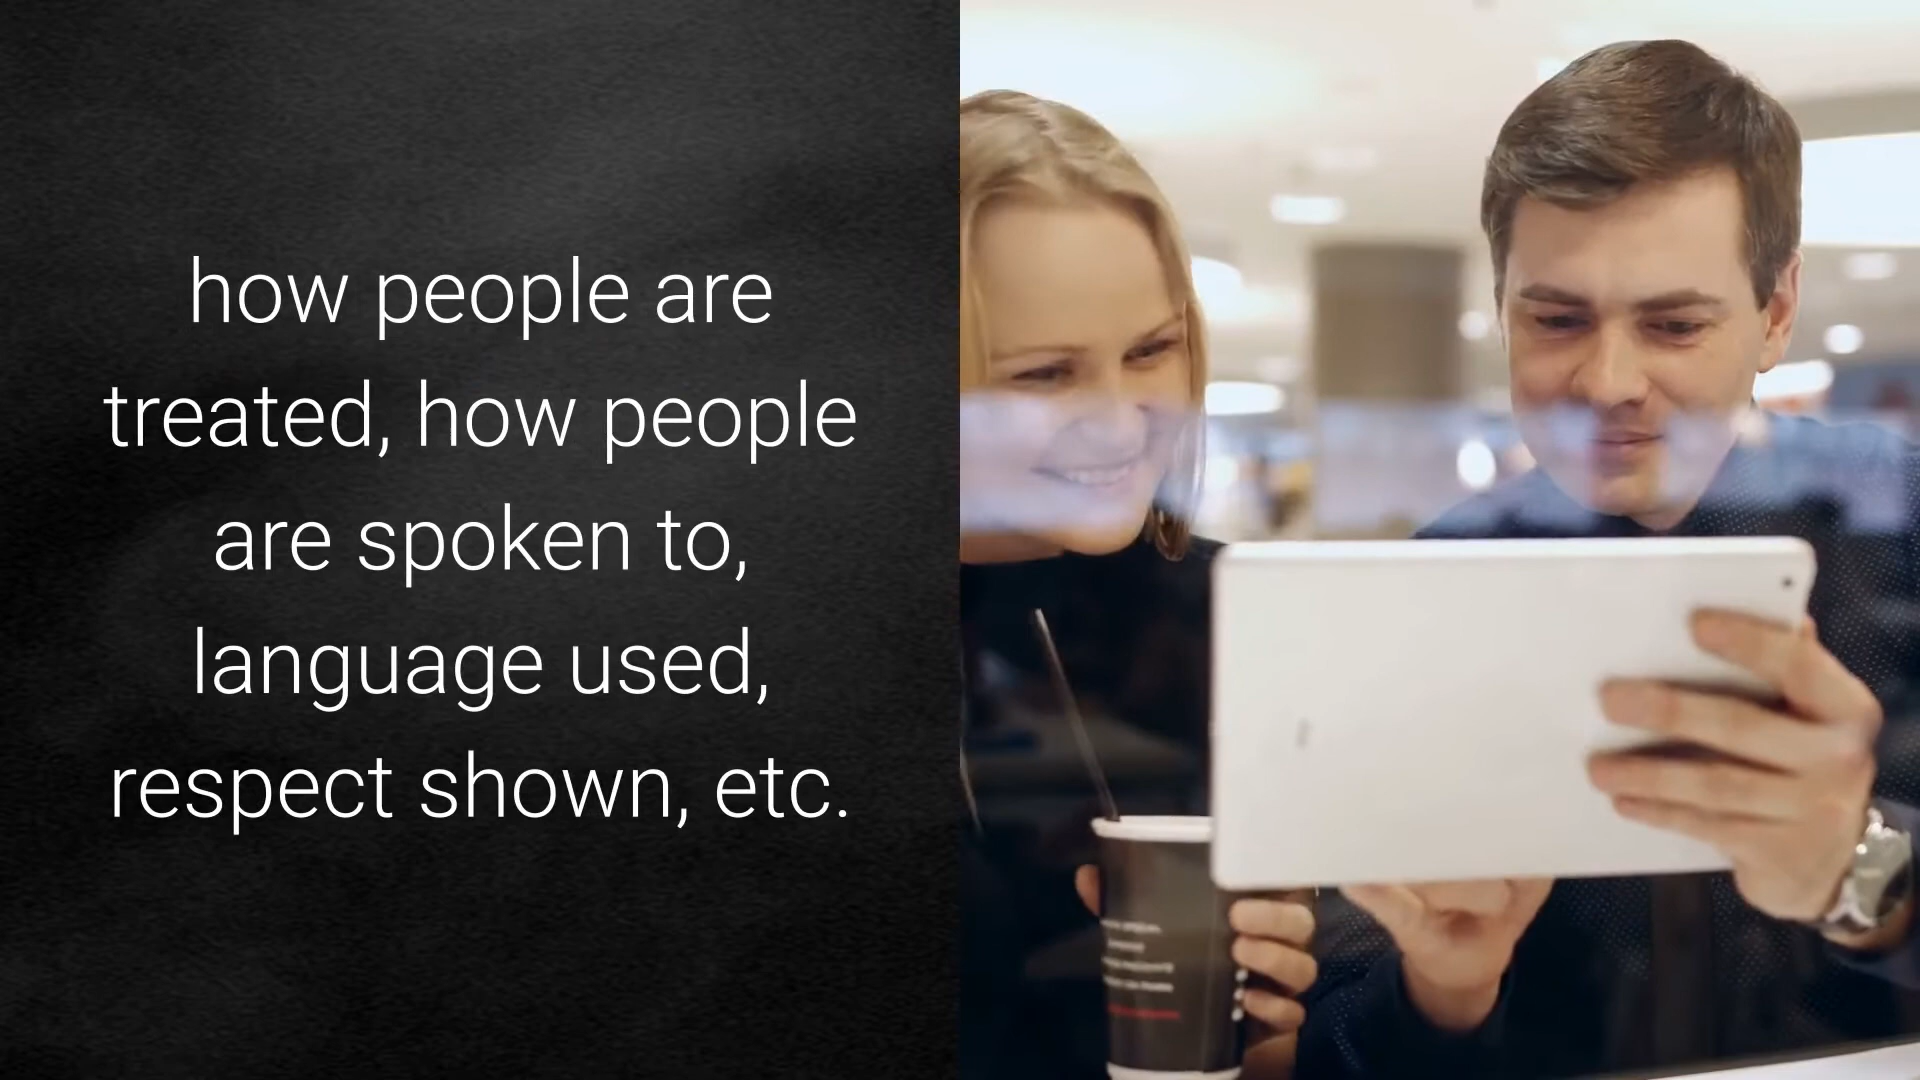 how people are
treated, how people
are spoken to,
language used,
respect shown, etc.